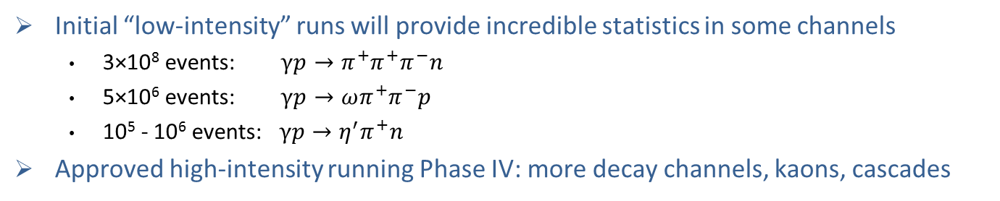 ➢ Initial “low-intensity” runs will provide incredible statistics in some channels
• 3×10⁸ events: γp → π⁺π⁺π⁻n
• 5×10⁶ events: γp → ωπ⁺π⁻p
• 10⁵ - 10⁶ events: γp → η′π⁺n
➢ Approved high-intensity running Phase IV: more decay channels, kaons, cascades